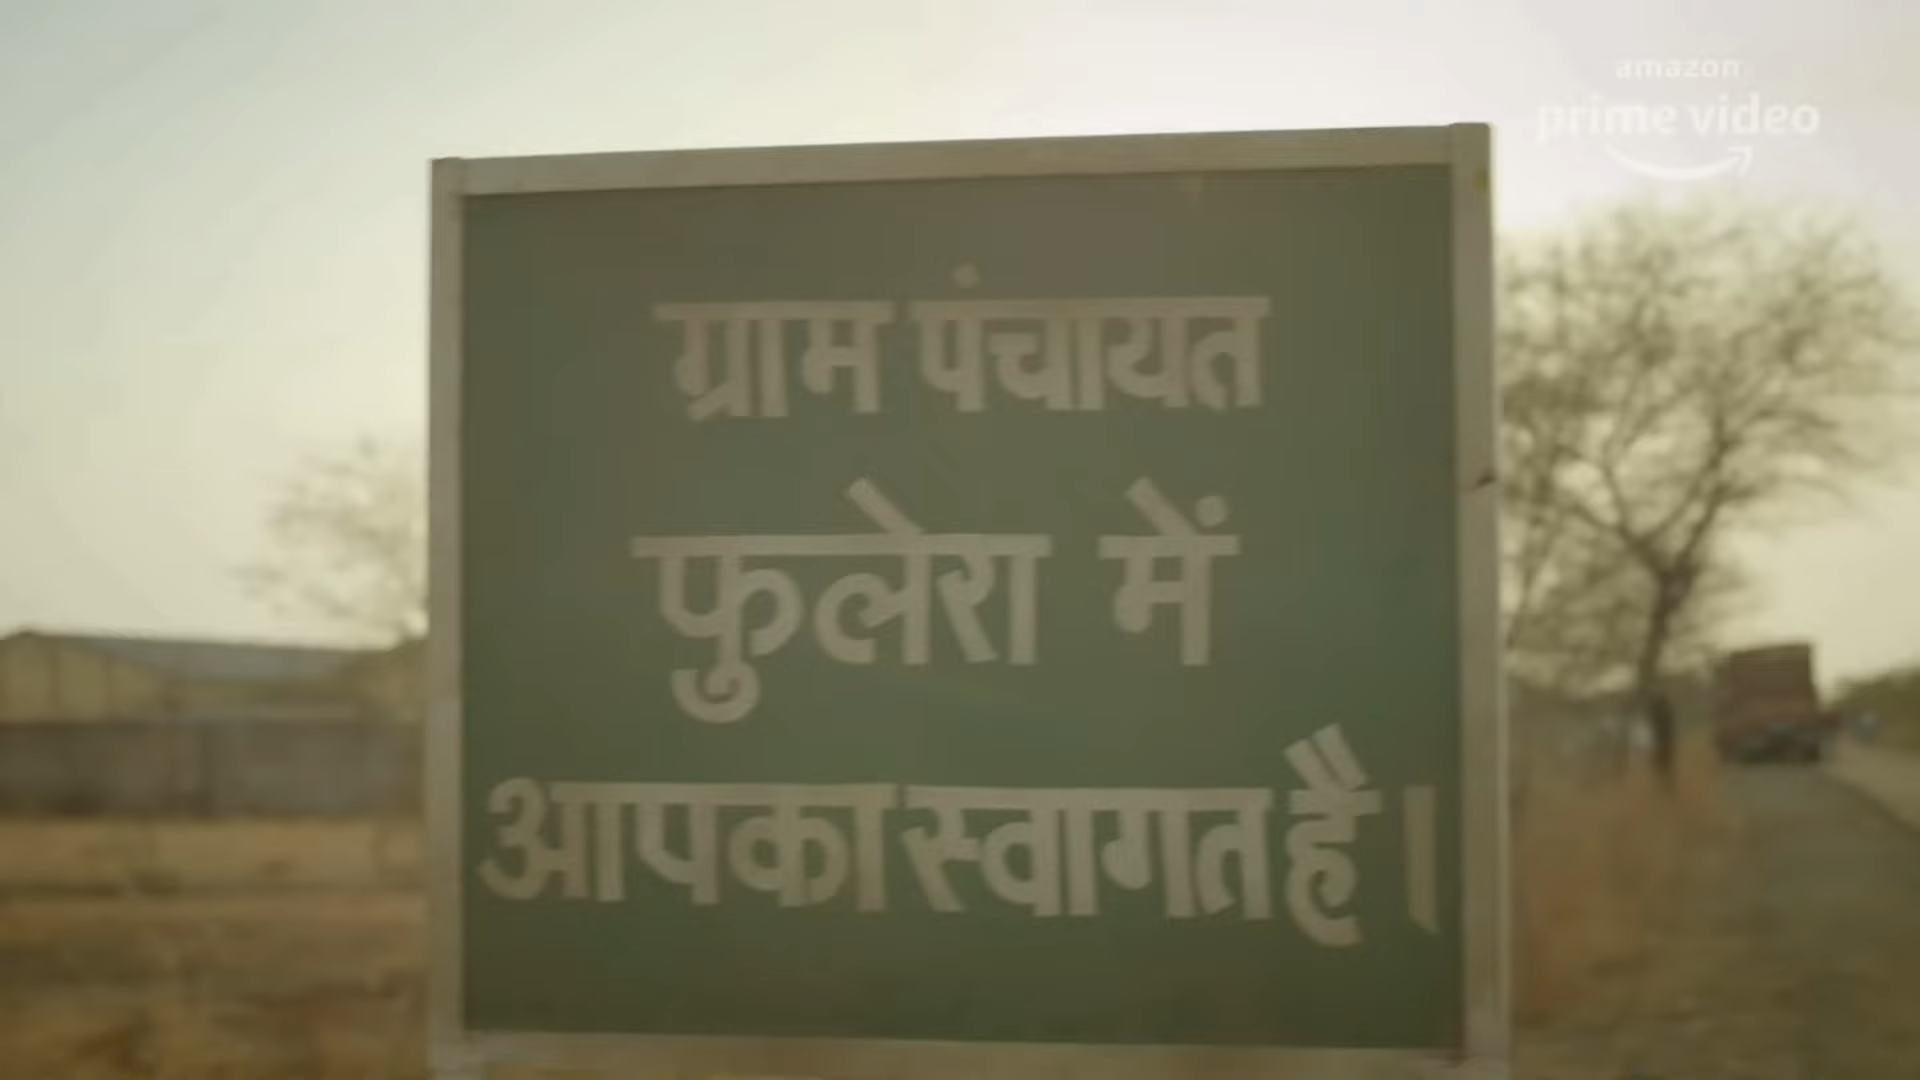 amazon
prime video
ग्राम पंचायत
फुलेरा में
आपका स्वागत है।